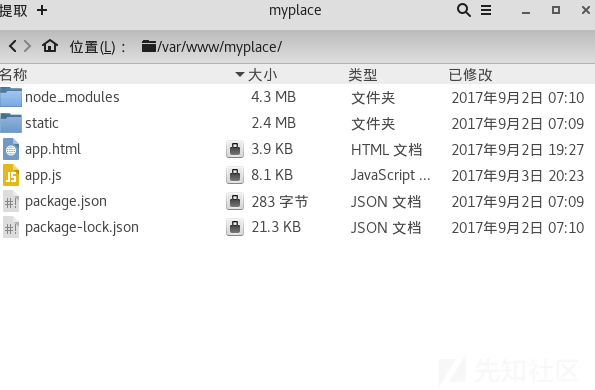 提取 + myplace
位置(L)： /var/www/myplace/
名称 大小 类型 已修改
node_modules 4.3 MB 文件夹 2017年9月2日 07:10
static 2.4 MB 文件夹 2017年9月2日 07:09
app.html 3.9 KB HTML 文档 2017年9月2日 19:27
JS app.js 8.1 KB JavaScript ... 2017年9月3日 20:23
#! package.json 283 字节 JSON 文档 2017年9月2日 07:09
#! package-lock.json 21.3 KB JSON 文档 2017年9月2日 07:10
先知社区